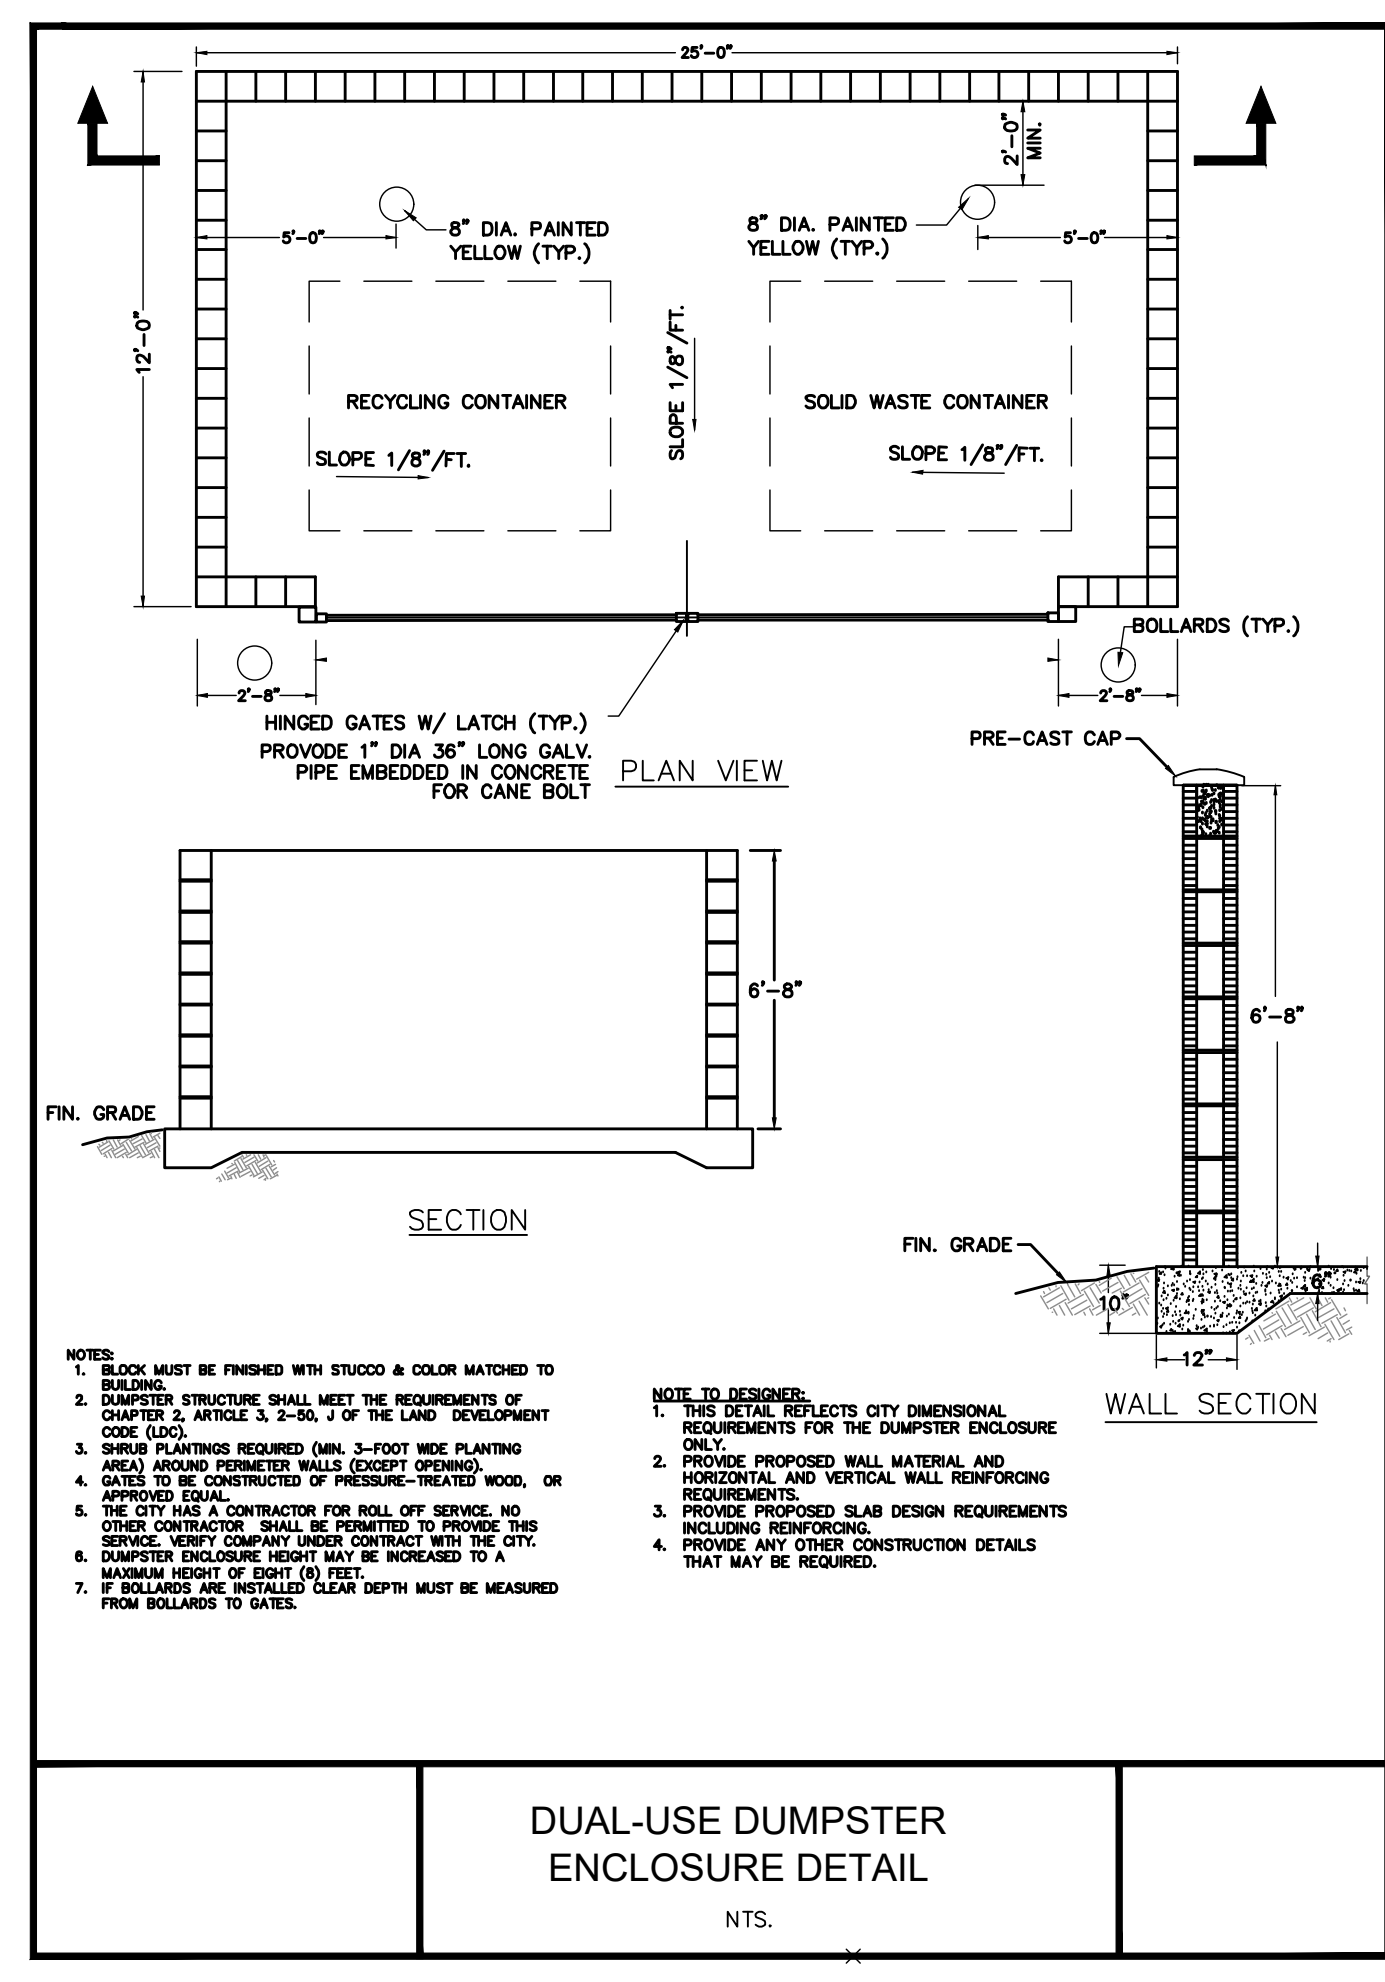 25'-0"
2'-0"
MIN.
8" DIA. PAINTED
YELLOW (TYP.)
8" DIA. PAINTED
YELLOW (TYP.)
5'-0"
5'-0"
12'-0"
SLOPE 1/8"/FT.
RECYCLING CONTAINER
SOLID WASTE CONTAINER
SLOPE 1/8"/FT.
SLOPE 1/8"/FT.
BOLLARDS (TYP.)
2'-8"
2'-8"
HINGED GATES W/ LATCH (TYP.)
PROVODE 1" DIA 36" LONG GALV.
PIPE EMBEDDED IN CONCRETE
FOR CANE BOLT
PLAN VIEW
PRE-CAST CAP
6'-8"
6'-8"
FIN. GRADE
SECTION
FIN. GRADE
6"
10"
12"
WALL SECTION
NOTES:
1. BLOCK MUST BE FINISHED WITH STUCCO & COLOR MATCHED TO
BUILDING.
2. DUMPSTER STRUCTURE SHALL MEET THE REQUIREMENTS OF
CHAPTER 2, ARTICLE 3, 2-50, J OF THE LAND DEVELOPMENT
CODE (LDC).
3. SHRUB PLANTINGS REQUIRED (MIN. 3-FOOT WIDE PLANTING
AREA) AROUND PERIMETER WALLS (EXCEPT OPENING).
4. GATES TO BE CONSTRUCTED OF PRESSURE-TREATED WOOD, OR
APPROVED EQUAL.
5. THE CITY HAS A CONTRACTOR FOR ROLL OFF SERVICE. NO
OTHER CONTRACTOR SHALL BE PERMITTED TO PROVIDE THIS
SERVICE. VERIFY COMPANY UNDER CONTRACT WITH THE CITY.
6. DUMPSTER ENCLOSURE HEIGHT MAY BE INCREASED TO A
MAXIMUM HEIGHT OF EIGHT (8) FEET.
7. IF BOLLARDS ARE INSTALLED CLEAR DEPTH MUST BE MEASURED
FROM BOLLARDS TO GATES.
NOTE TO DESIGNER:
1. THIS DETAIL REFLECTS CITY DIMENSIONAL
REQUIREMENTS FOR THE DUMPSTER ENCLOSURE
ONLY.
2. PROVIDE PROPOSED WALL MATERIAL AND
HORIZONTAL AND VERTICAL WALL REINFORCING
REQUIREMENTS.
3. PROVIDE PROPOSED SLAB DESIGN REQUIREMENTS
INCLUDING REINFORCING.
4. PROVIDE ANY OTHER CONSTRUCTION DETAILS
THAT MAY BE REQUIRED.
DUAL-USE DUMPSTER
ENCLOSURE DETAIL
NTS.